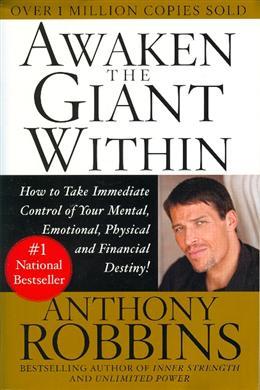 OVER 1 MILLION COPIES SOLD
AWAKEN
THE
GIANT
WITHIN
How to Take Immediate
Control of Your Mental,
Emotional, Physical
and Financial
Destiny!
#1
National
Bestseller
ANTHONY
ROBBINS
BESTSELLING AUTHOR OF INNER STRENGTH
AND UNLIMITED POWER